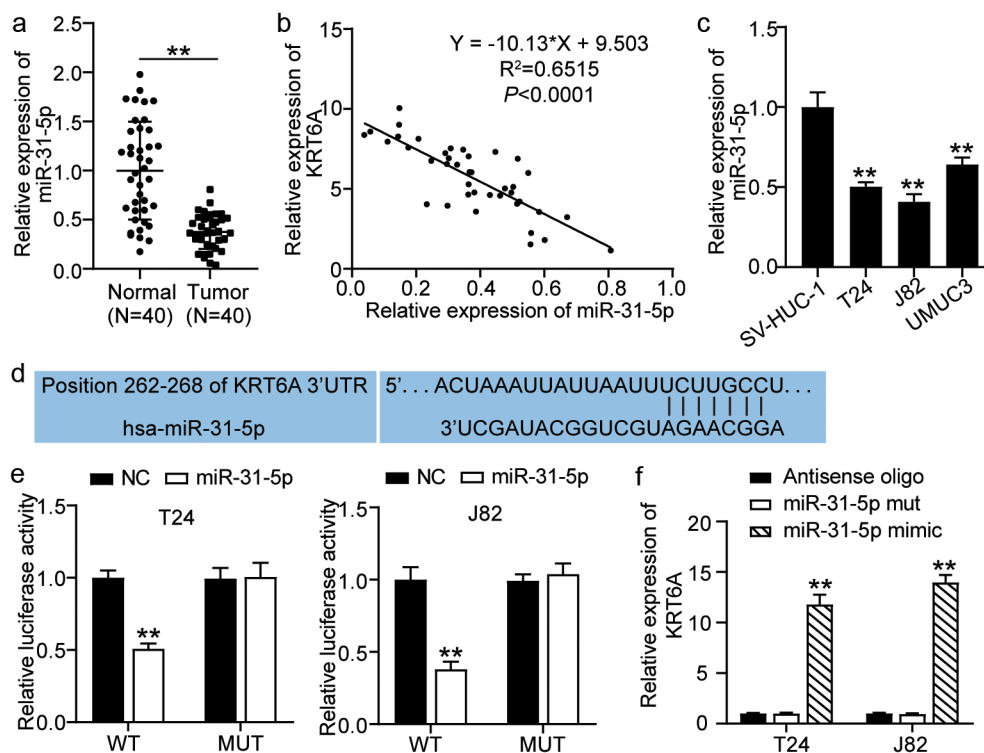 a
Relative expression of
miR-31-5p
2.5
2.0
1.5
1.0
0.5
0.0
**
Normal
(N=40)
Tumor
(N=40)
b
Relative expression of
KRT6A
15
10
5
0
Y = -10.13*X + 9.503
R²=0.6515
P<0.0001
0.0 0.2 0.4 0.6 0.8 1.0
Relative expression of miR-31-5p
c
Relative expression of
miR-31-5p
1.5
1.0
0.5
0.0
** ** **
SV-HUC-1 T24 J82 UMUC3
d
Position 262-268 of KRT6A 3'UTR 5'. . . ACUAAAUUAUUAAUUUCUUGCCU. . .
hsa-miR-31-5p 3'UCGAUACGGUCGUAGAACGGA
e
NC miR-31-5p
T24
Relative luciferase activity
1.5
1.0
0.5
0.0
**
WT MUT
NC miR-31-5p
J82
Relative luciferase activity
1.5
1.0
0.5
0.0
**
WT MUT
f
Antisense oligo
miR-31-5p mut
miR-31-5p mimic
Relative expression of
KRT6A
20
15
10
5
0
** **
T24 J82